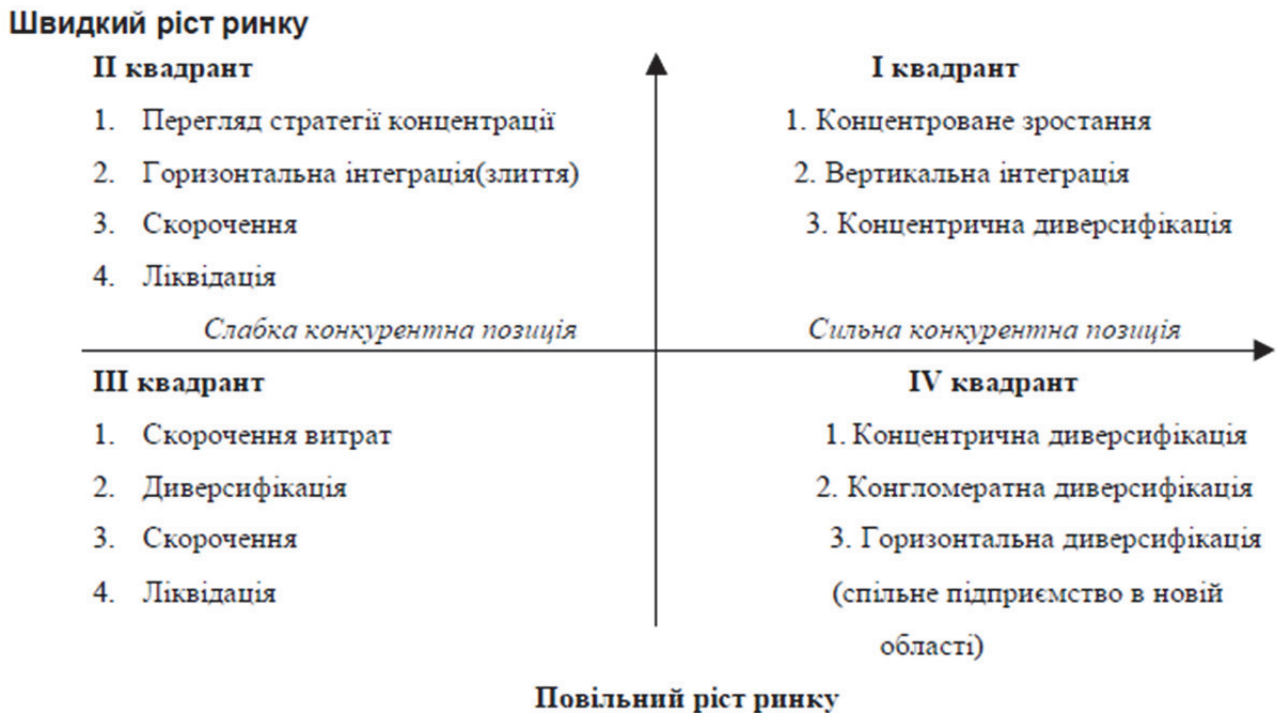 Швидкий ріст ринку
II квадрант
1. Перегляд стратегії концентрації
2. Горизонтальна інтеграція(злиття)
3. Скорочення
4. Ліквідація
Слабка конкурентна позиція
I квадрант
1. Концентроване зростання
2. Вертикальна інтеграція
3. Концентрична диверсифікація
Сильна конкурентна позиція
III квадрант
1. Скорочення витрат
2. Диверсифікація
3. Скорочення
4. Ліквідація
IV квадрант
1. Концентрична диверсифікація
2. Конгломератна диверсифікація
3. Горизонтальна диверсифікація
(спільне підприємство в новій
області)
Повільний ріст ринку